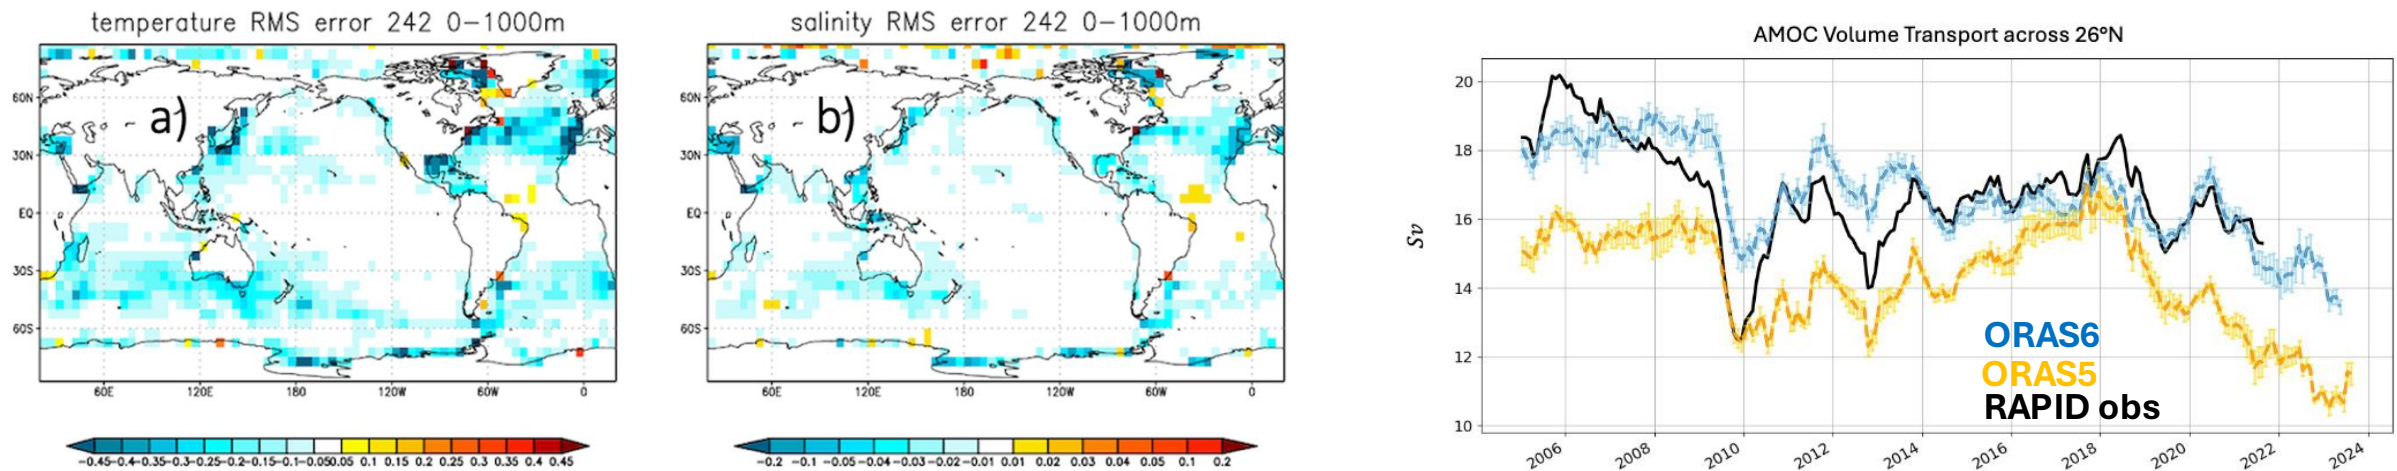 temperature RMS error 242 0-1000m
a)
60N
30N
EQ
30S
60S
60E 120E 180 120W 60W 0
-0.45-0.4-0.35-0.3-0.25-0.2-0.15-0.1-0.050.05 0.1 0.15 0.2 0.25 0.3 0.35 0.4 0.45
salinity RMS error 242 0-1000m
b)
60N
30N
EQ
30S
60S
60E 120E 180 120W 60W 0
-0.2 -0.1 -0.05 -0.04 -0.03 -0.02 -0.01 0.01 0.02 0.03 0.04 0.05 0.1 0.2
AMOC Volume Transport across 26ºN
Sv
20
18
16
14
12
10
ORAS6
ORAS5
RAPID obs
2006 2008 2010 2012 2014 2016 2018 2020 2022 2024